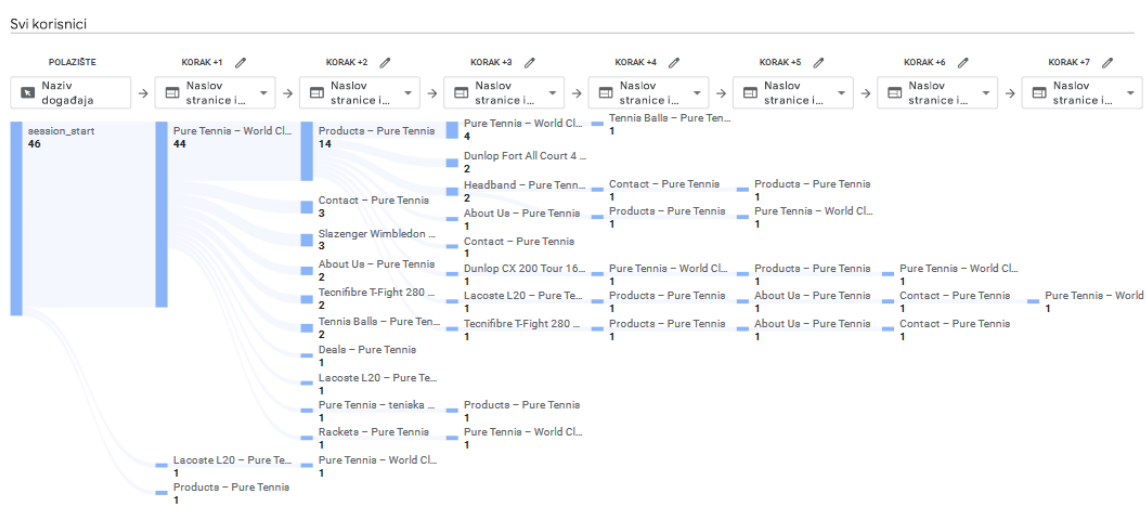 Svi korisnici
POLAZIŠTE
KORAK +1
KORAK +2
KORAK +3
KORAK +4
KORAK +5
KORAK +6
KORAK +7
Naziv
događaja
Naslov
stranice i...
Naslov
stranice i...
Naslov
stranice i...
Naslov
stranice i...
Naslov
stranice i...
Naslov
stranice i...
Naslov
stranice i...
session_start
46
Pure Tennis – World Cl...
44
Lacoste L20 – Pure Te...
1
Products – Pure Tennis
1
Products – Pure Tennis
14
Contact – Pure Tennis
3
Slazenger Wimbledon ...
3
About Us – Pure Tennis
2
Tecnifibre T-Fight 280 ...
2
Tennis Balls – Pure Ten...
2
Deals – Pure Tennis
1
Lacoste L20 – Pure Te...
1
Pure Tennis – teniska ...
1
Rackets – Pure Tennis
1
Pure Tennis – World Cl...
1
Pure Tennis – World Cl...
4
Dunlop Fort All Court 4 ...
2
Headband – Pure Tenn...
2
About Us – Pure Tennis
1
Contact – Pure Tennis
1
Dunlop CX 200 Tour 16...
1
Lacoste L20 – Pure Te...
1
Tecnifibre T-Fight 280 ...
1
Products – Pure Tennis
1
Pure Tennis – World Cl...
1
Tennis Balls – Pure Ten...
1
Contact – Pure Tennis
1
Products – Pure Tennis
1
Pure Tennis – World Cl...
1
Products – Pure Tennis
1
Products – Pure Tennis
1
Products – Pure Tennis
1
Pure Tennis – World Cl...
1
Products – Pure Tennis
1
About Us – Pure Tennis
1
About Us – Pure Tennis
1
Pure Tennis – World Cl...
1
Contact – Pure Tennis
1
Contact – Pure Tennis
1
Pure Tennis – World
1